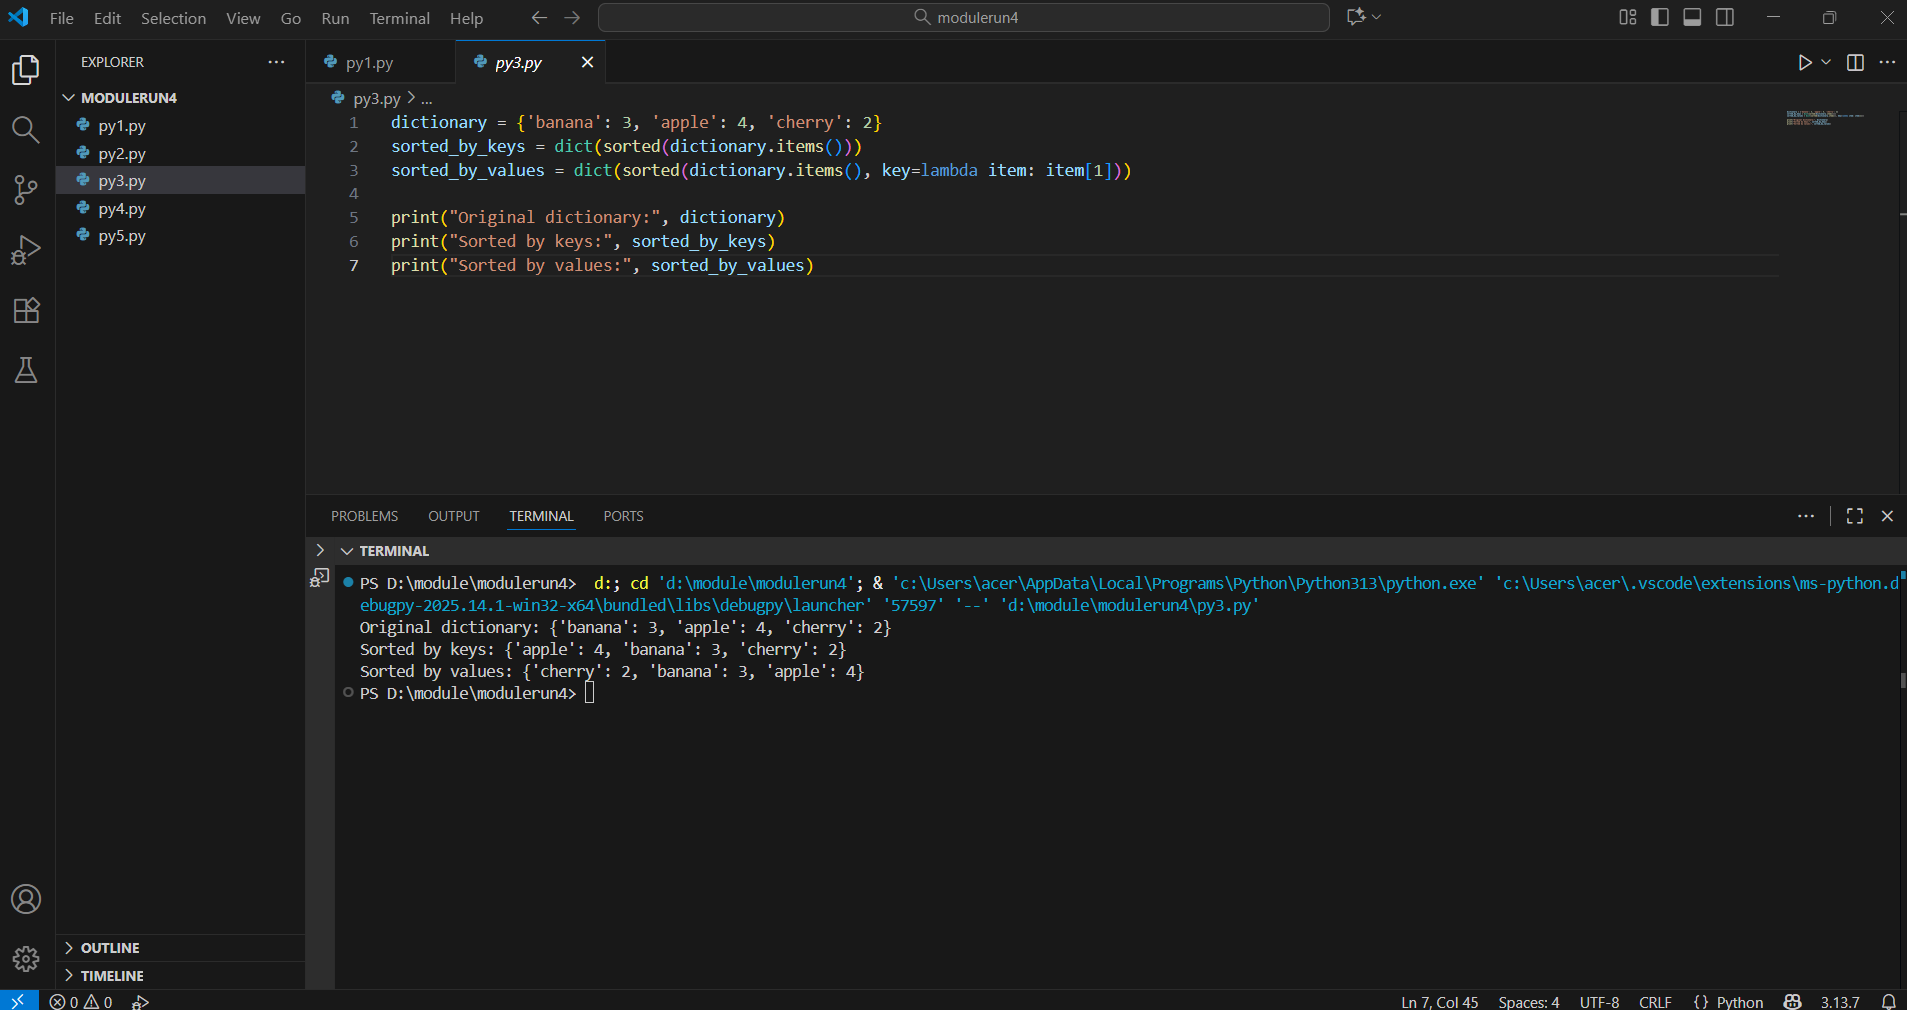 File Edit Selection View Go Run Terminal Help
modulerun4
EXPLORER
MODULERUN4
py1.py
py2.py
py3.py
py4.py
py5.py
OUTLINE
TIMELINE
py1.py
py3.py
py3.py > ...
1 dictionary = {'banana': 3, 'apple': 4, 'cherry': 2}
2 sorted_by_keys = dict(sorted(dictionary.items()))
3 sorted_by_values = dict(sorted(dictionary.items(), key=lambda item: item[1]))
4
5 print("Original dictionary:", dictionary)
6 print("Sorted by keys:", sorted_by_keys)
7 print("Sorted by values:", sorted_by_values)
PROBLEMS OUTPUT TERMINAL PORTS
TERMINAL
PS D:\module\modulerun4>  d:; cd 'd:\module\modulerun4'; & 'c:\Users\acer\AppData\Local\Programs\Python\Python313\python.exe' 'c:\Users\acer\.vscode\extensions\ms-python.d
ebugpy-2025.14.1-win32-x64\bundled\libs\debugpy\launcher' '57597' '--' 'd:\module\modulerun4\py3.py'
Original dictionary: {'banana': 3, 'apple': 4, 'cherry': 2}
Sorted by keys: {'apple': 4, 'banana': 3, 'cherry': 2}
Sorted by values: {'cherry': 2, 'banana': 3, 'apple': 4}
PS D:\module\modulerun4>
0 0 Ln 7, Col 45 Spaces: 4 UTF-8 CRLF {} Python 3.13.7